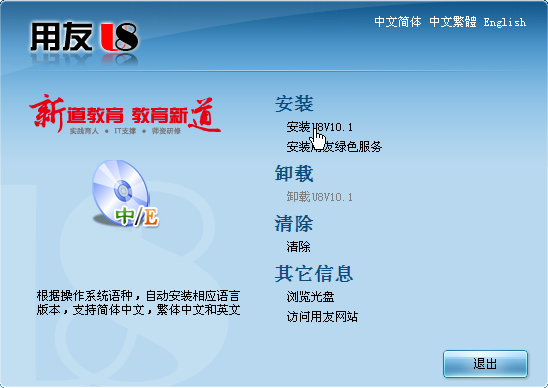 用友 U8
中文简体 中文繁體 English
新道教育 教育新道
实践育人 ● IT支撑 ● 师资研修
中/E
根据操作系统语种，自动安装相应语言
版本，支持简体中文，繁体中文和英文
安装
安装U8V10.1
安装用友绿色服务
卸载
卸载U8V10.1
清除
清除
其它信息
浏览光盘
访问用友网站
退出